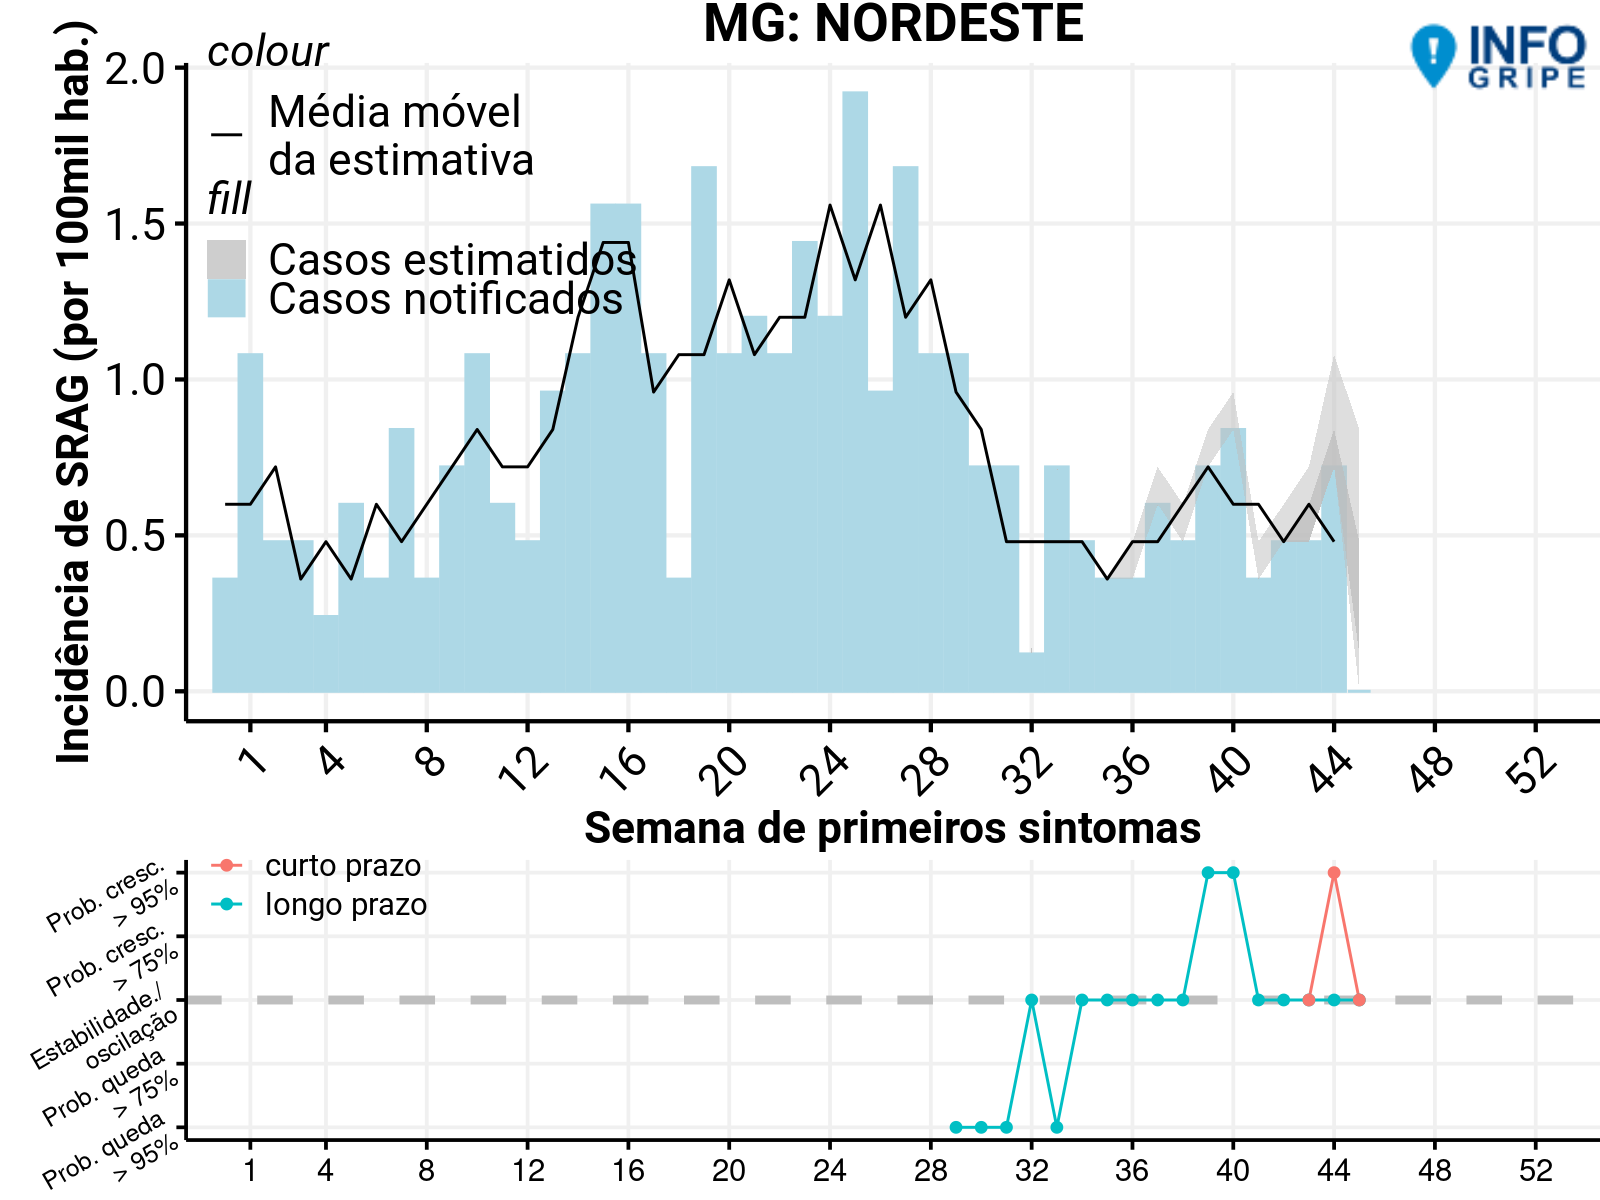 MG: NORDESTE
INFO
GRIPE
Incidência de SRAG (por 100mil hab.)
colour
Média móvel
da estimativa
fill
Casos estimatidos
Casos notificados
2.0
1.5
1.0
0.5
0.0
1 4 8 12 16 20 24 28 32 36 40 44 48 52
Semana de primeiros sintomas
curto prazo
longo prazo
Prob. cresc.
> 95%
Prob. cresc.
> 75%
Estabilidade./
oscilação
Prob. queda
> 75%
Prob. queda
> 95%
1 4 8 12 16 20 24 28 32 36 40 44 48 52